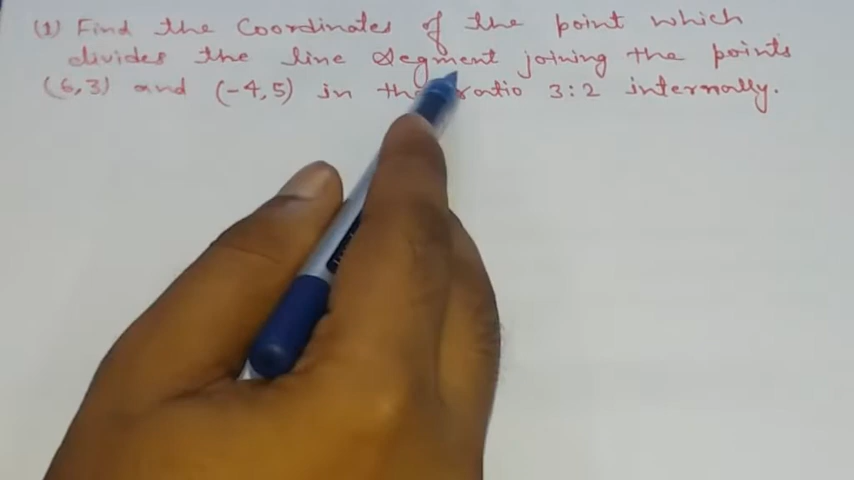 (1) Find the Coordinates of the point which
divides the line Segment joining the points
(6,3) and (-4,5) in the ratio 3:2 internally.